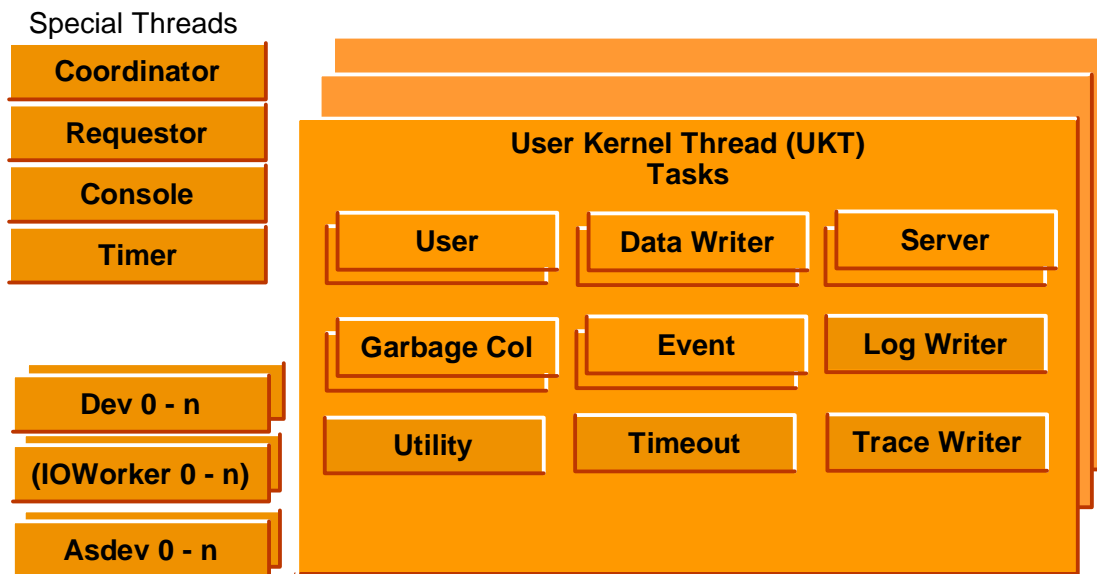 Special Threads
Coordinator
Requestor
Console
Timer
Dev 0 - n
(IOWorker 0 - n)
Asdev 0 - n
User Kernel Thread (UKT)
Tasks
User
Data Writer
Server
Garbage Col
Event
Log Writer
Utility
Timeout
Trace Writer